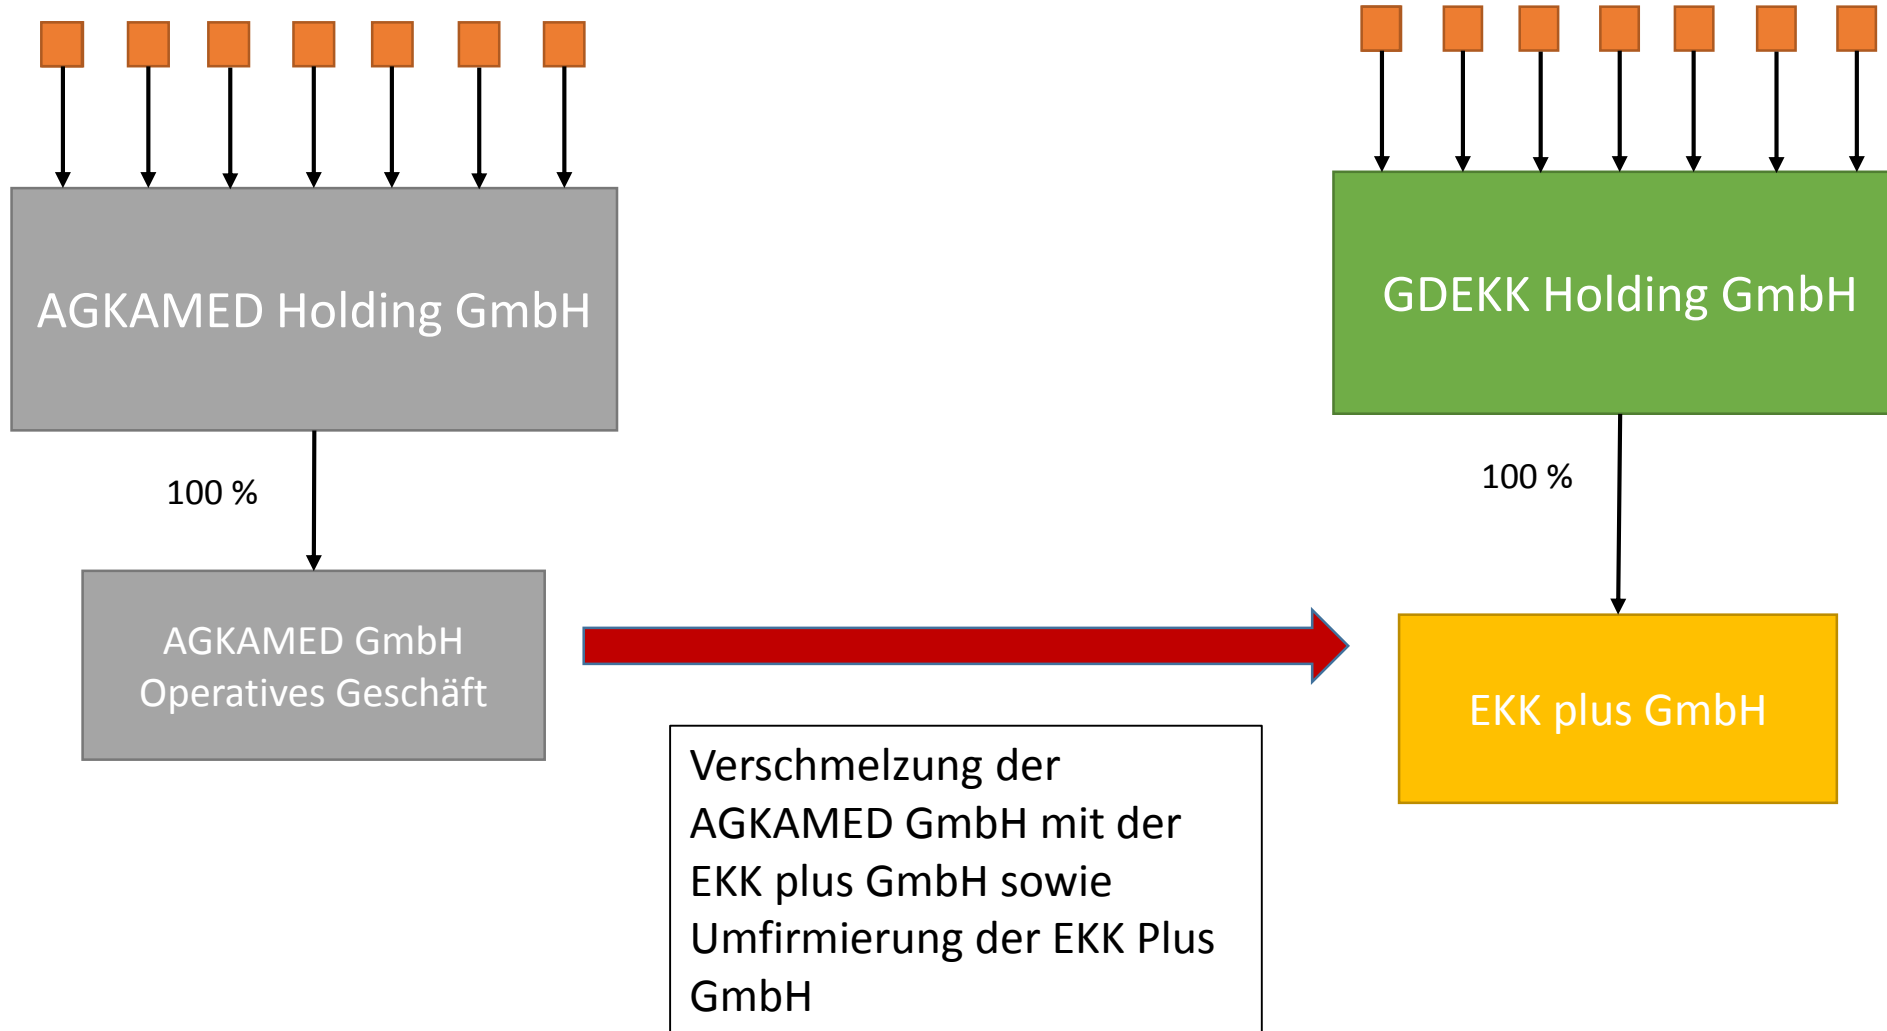 AGKAMED Holding GmbH
GDEKK Holding GmbH
100 %
100 %
AGKAMED GmbH
Operatives Geschäft
EKK plus GmbH
Verschmelzung der
AGKAMED GmbH mit der
EKK plus GmbH sowie
Umfirmierung der EKK Plus
GmbH